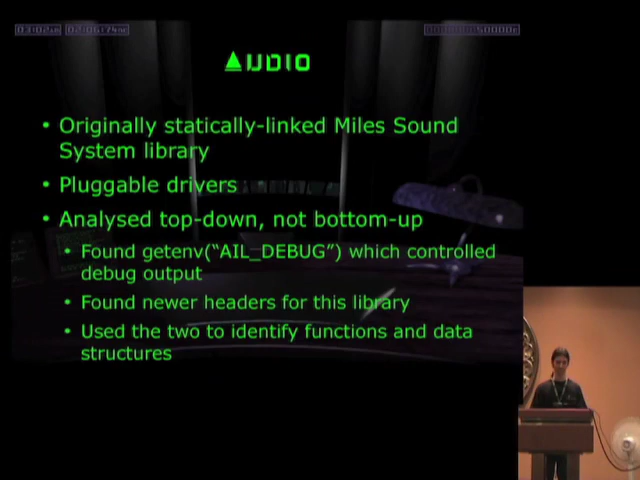 AUDIO
• Originally statically-linked Miles Sound
System library
• Pluggable drivers
• Analysed top-down, not bottom-up
• Found getenv(“AIL_DEBUG”) which controlled
debug output
• Found newer headers for this library
• Used the two to identify functions and data
structures